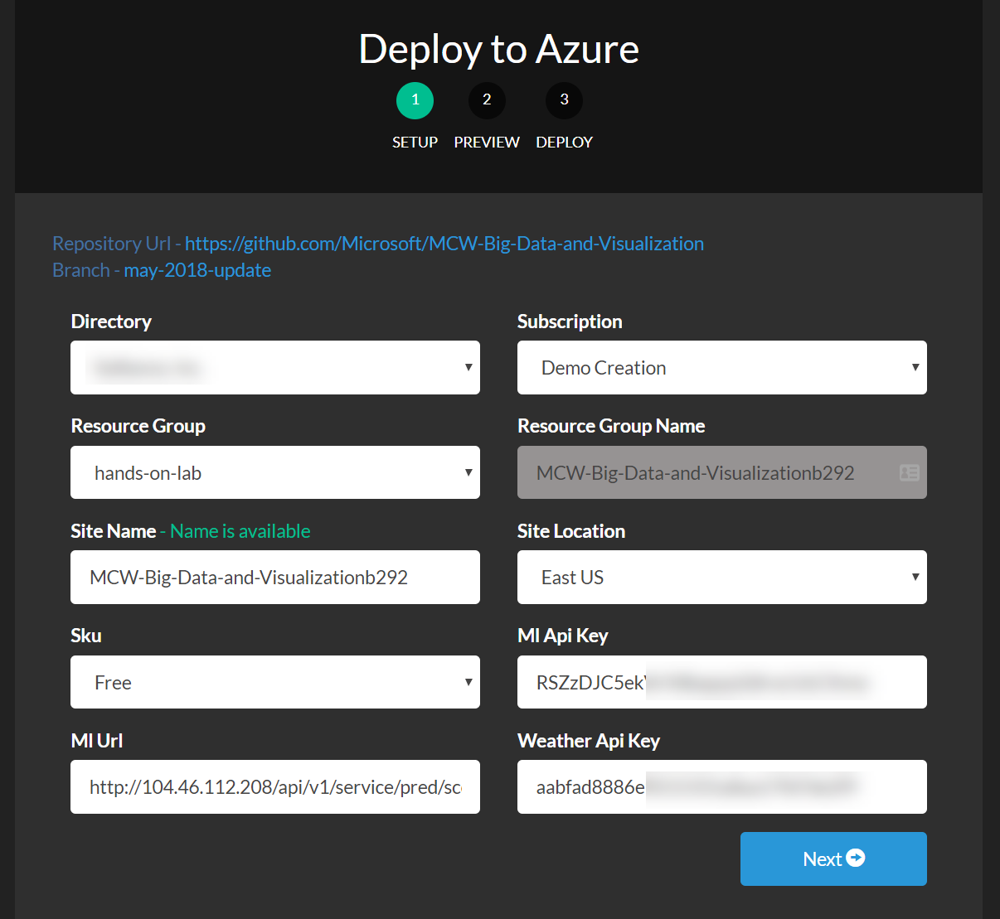 Deploy to Azure
1 2 3
SETUP PREVIEW DEPLOY
Repository Url - https://github.com/Microsoft/MCW-Big-Data-and-Visualization
Branch - may-2018-update
Directory Subscription
Demo Creation
Resource Group Resource Group Name
hands-on-lab MCW-Big-Data-and-Visualizationb292
Site Name - Name is available Site Location
MCW-Big-Data-and-Visualizationb292 East US
Sku Ml Api Key
Free RSZzDJC5ek
Ml Url Weather Api Key
http://104.46.112.208/api/v1/service/pred/sc aabfad8886e
Next